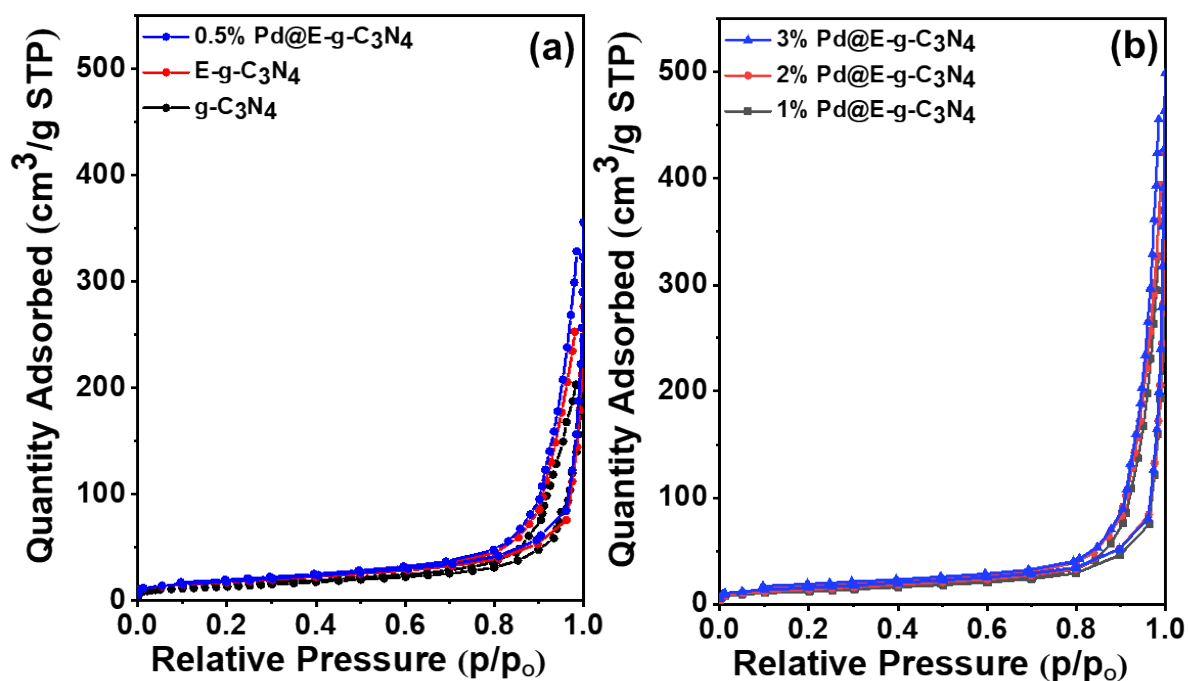 (a)
0.5% Pd@E-g-C3N4
E-g-C3N4
g-C3N4
Quantity Adsorbed (cm³/g STP)
500
400
300
200
100
0
0.0 0.2 0.4 0.6 0.8 1.0
Relative Pressure (p/pₒ)
(b)
3% Pd@E-g-C3N4
2% Pd@E-g-C3N4
1% Pd@E-g-C3N4
Quantity Adsorbed (cm³/g STP)
500
400
300
200
100
0
0.0 0.2 0.4 0.6 0.8 1.0
Relative Pressure (p/pₒ)